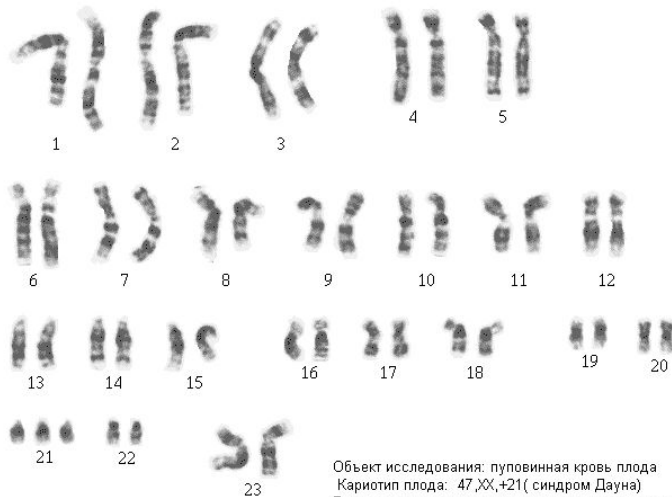 1 2 3 4 5
6 7 8 9 10 11 12
13 14 15 16 17 18 19 20
21 22 23
Объект исследования: пуповинная кровь плода
Кариотип плода: 47,XX,+21( синдром Дауна)